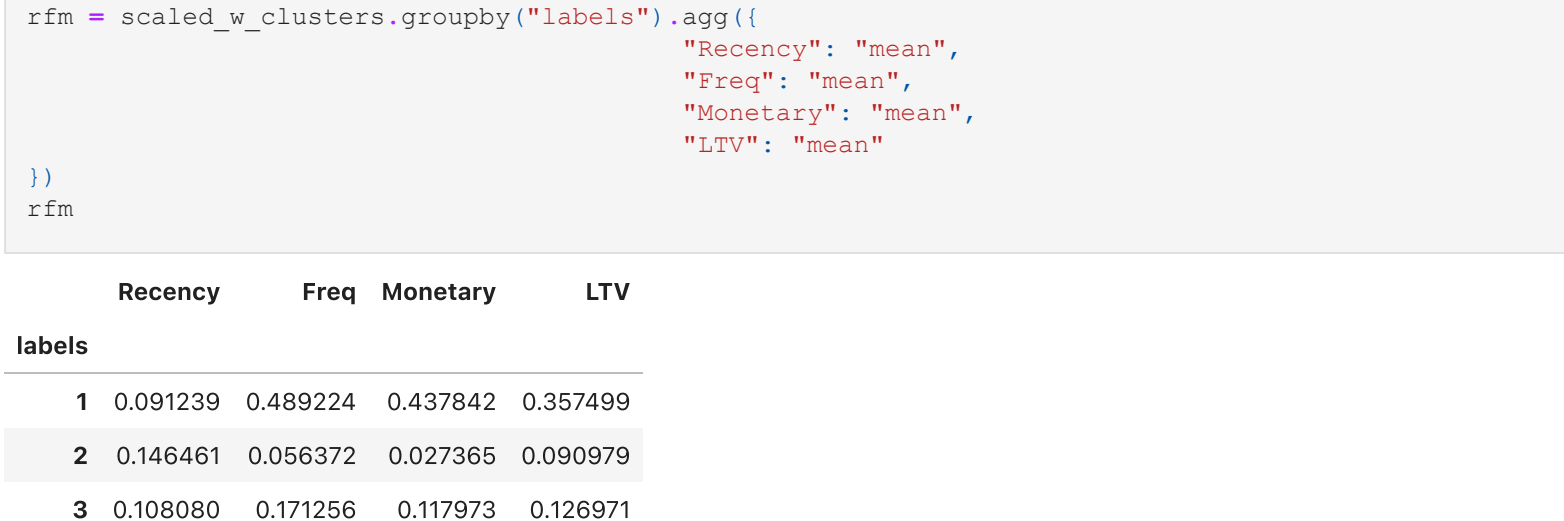 rfm = scaled_w_clusters.groupby("labels").agg({
"Recency": "mean",
"Freq": "mean",
"Monetary": "mean",
"LTV": "mean"
})
rfm
Recency Freq Monetary LTV
labels
1 0.091239 0.489224 0.437842 0.357499
2 0.146461 0.056372 0.027365 0.090979
3 0.108080 0.171256 0.117973 0.126971